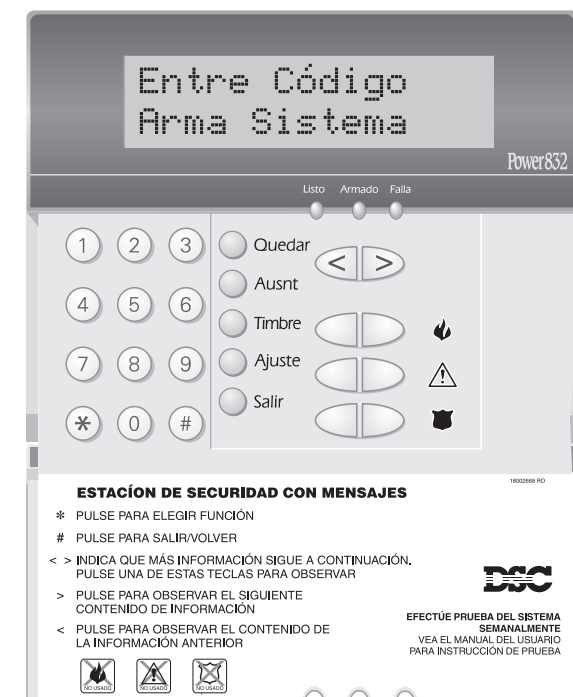 Entre Código
Arma Sistema
Power832
Listo Armado Falla
1 2 3
4 5 6
7 8 9
* 0 #
Quedar
Ausnt
Timbre
Ajuste
Salir
< >
16002668 RO
ESTACÍON DE SECURIDAD CON MENSAJES
* PULSE PARA ELEGIR FUNCIÓN
# PULSE PARA SALIR/VOLVER
< > INDICA QUE MÁS INFORMACIÓN SIGUE A CONTINUACIÓN.
PULSE UNA DE ESTAS TECLAS PARA OBSERVAR
> PULSE PARA OBSERVAR EL SIGUIENTE
CONTENIDO DE INFORMACIÓN
< PULSE PARA OBSERVAR EL CONTENIDO DE
LA INFORMACIÓN ANTERIOR
NO USADO NO USADO NO USADO
DSC
EFECTÚE PRUEBA DEL SISTEMA
SEMANALMENTE
VEA EL MANUAL DEL USUARIO
PARA INSTRUCCIÓN DE PRUEBA